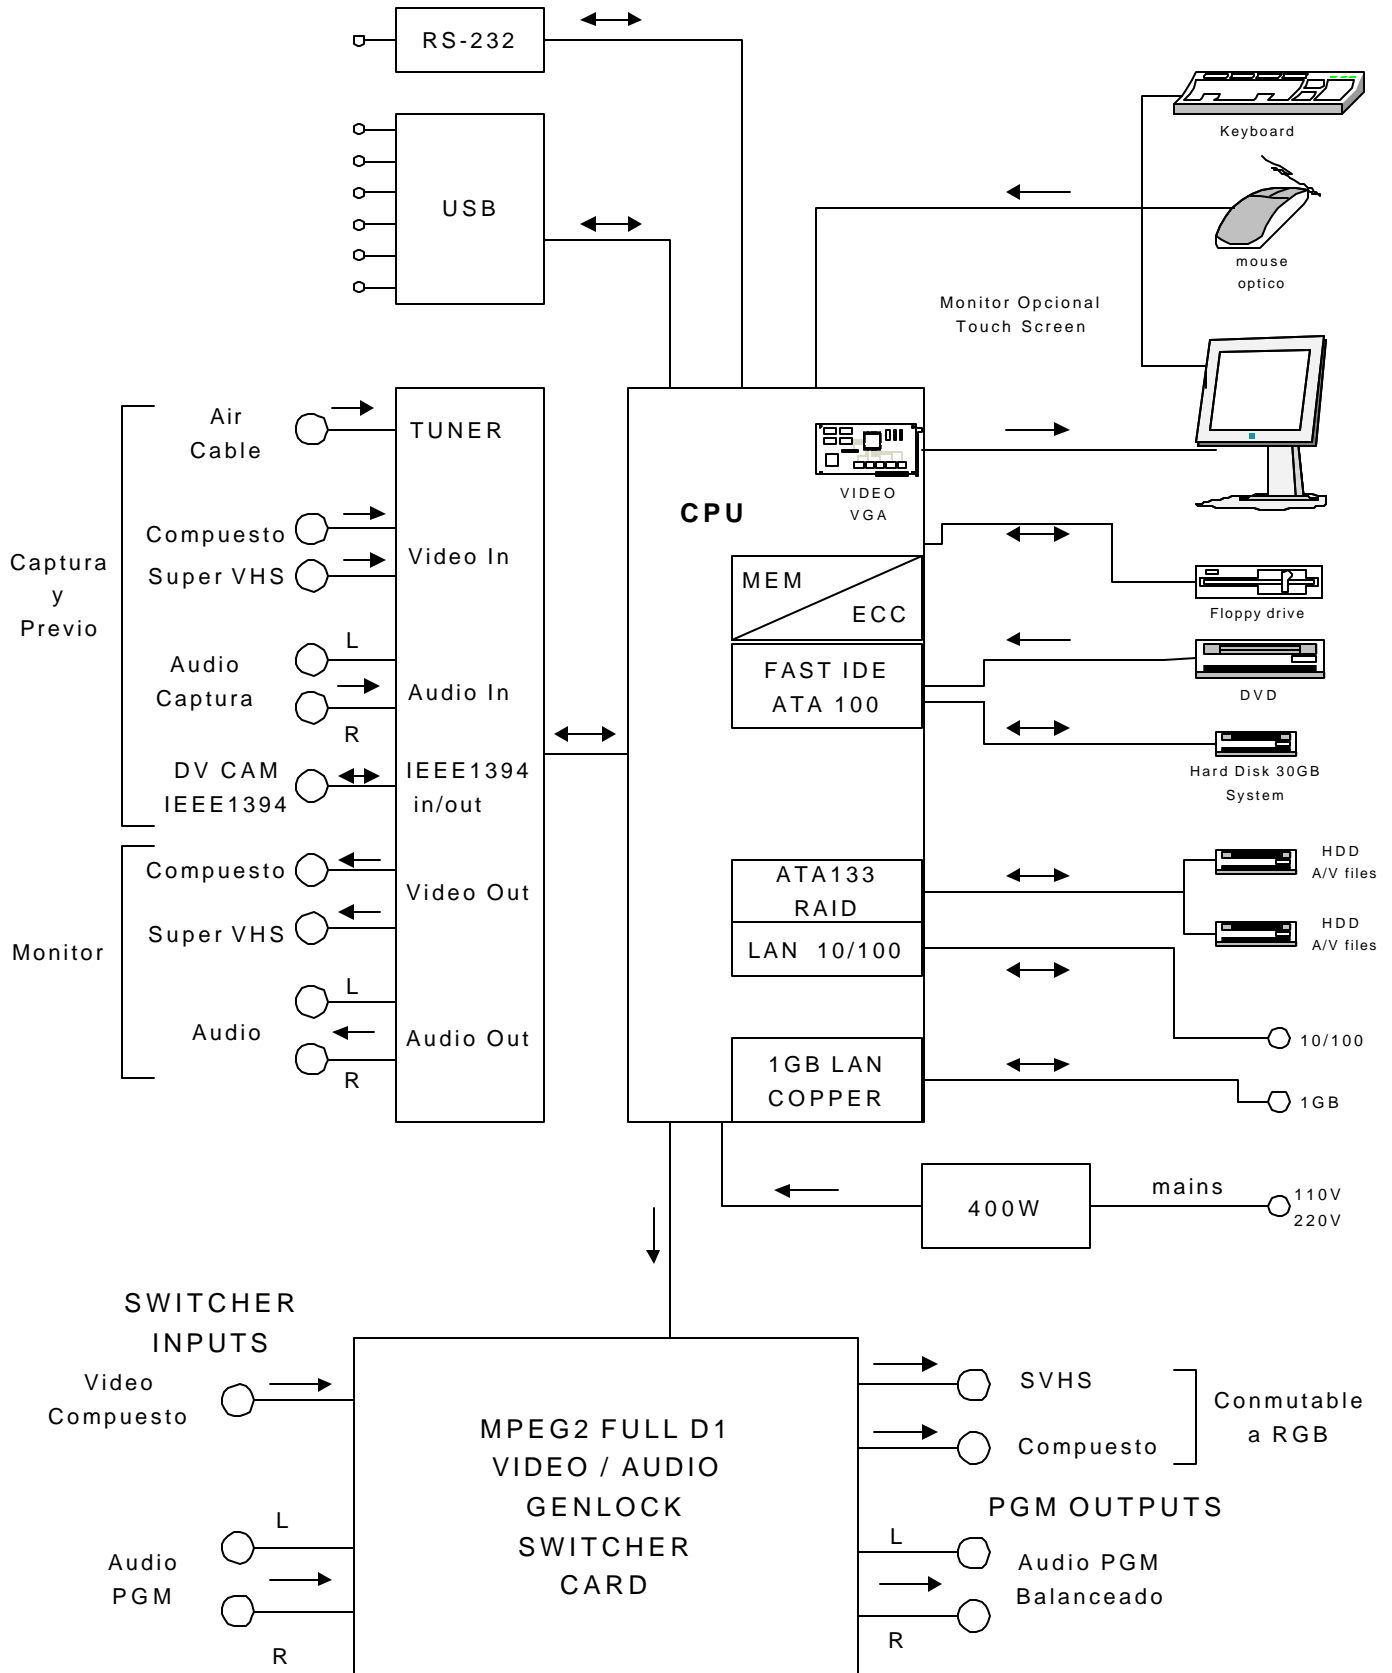 RS-232
USB
Keyboard
mouse
optico
Monitor Opcional
Touch Screen
Captura
y
Previo
Air
Cable
Compuesto
Super VHS
L
Audio
Captura
R
DV CAM
IEEE1394
Monitor
Compuesto
Super VHS
L
Audio
R
TUNER
Video In
Audio In
IEEE1394
in/out
Video Out
Audio Out
CPU
VIDEO
VGA
MEM
ECC
FAST IDE
ATA 100
ATA133
RAID
LAN 10/100
1GB LAN
COPPER
Floppy drive
DVD
Hard Disk 30GB
System
HDD
A/V files
HDD
A/V files
10/100
1GB
400W
mains
110V
220V
SWITCHER
INPUTS
Video
Compuesto
L
Audio
PGM
R
MPEG2 FULL D1
VIDEO / AUDIO
GENLOCK
SWITCHER
CARD
SVHS
Compuesto
Conmutable
a RGB
PGM OUTPUTS
L
Audio PGM
Balanceado
R